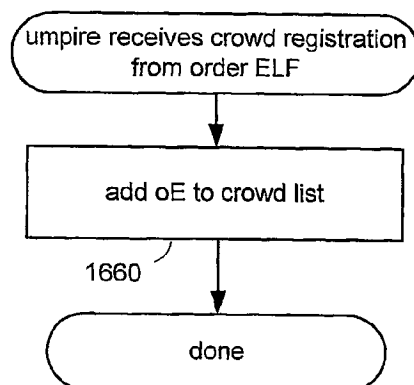 umpire receives crowd registration
from order ELF
add oE to crowd list
1660
done